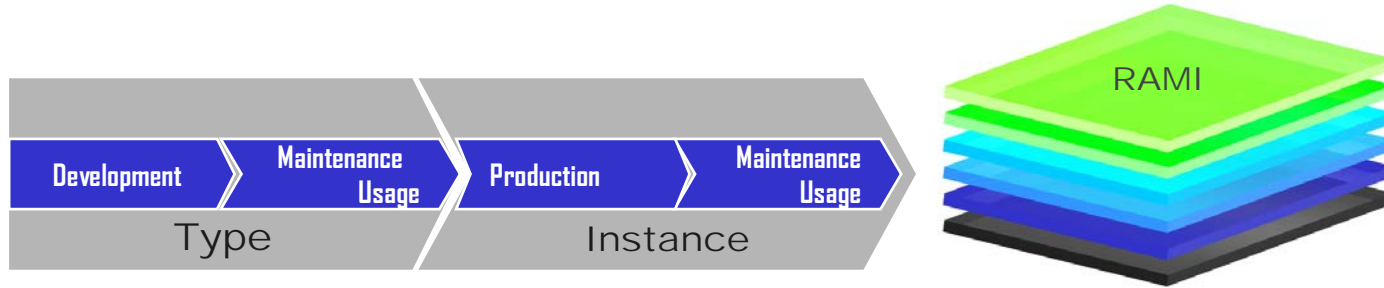 Development
Maintenance
Usage
Production
Maintenance
Usage
Type
Instance
RAMI